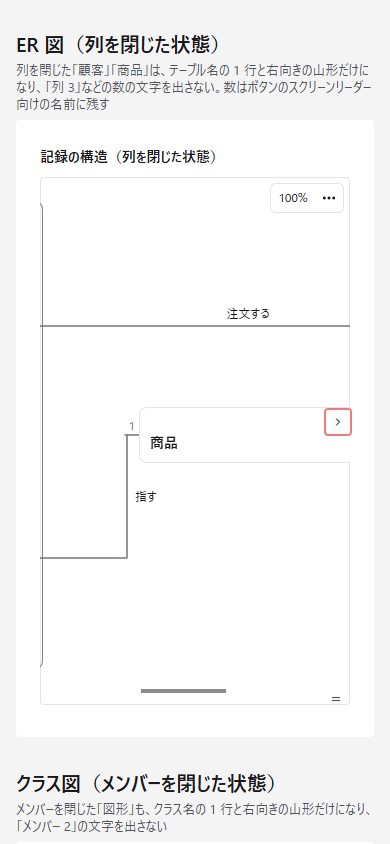 ER 図（列を閉じた状態）
列を閉じた「顧客」「商品」は、テーブル名の 1 行と右向きの山形だけに
なり、「列 3」などの数の文字を出さない。数はボタンのスクリーンリーダー
向けの名前に残す
記録の構造（列を閉じた状態）
100%
注文する
1
商品
指す
クラス図（メンバーを閉じた状態）
メンバーを閉じた「図形」も、クラス名の 1 行と右向きの山形だけになり、
「メンバー 2」の文字を出さない